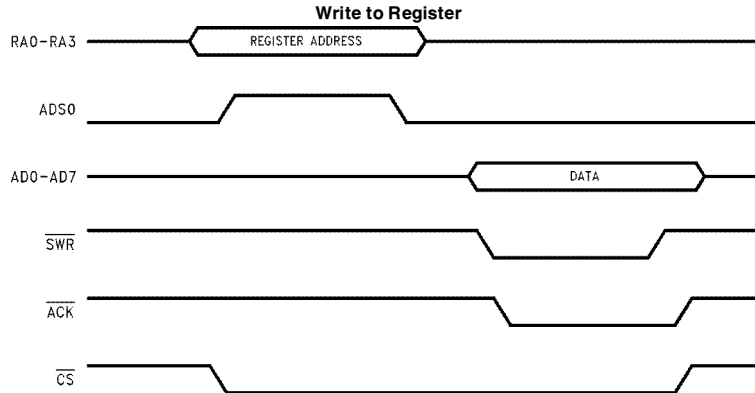 Write to Register
RA0-RA3
REGISTER ADDRESS
ADS0
AD0-AD7
DATA
SWR
ACK
CS